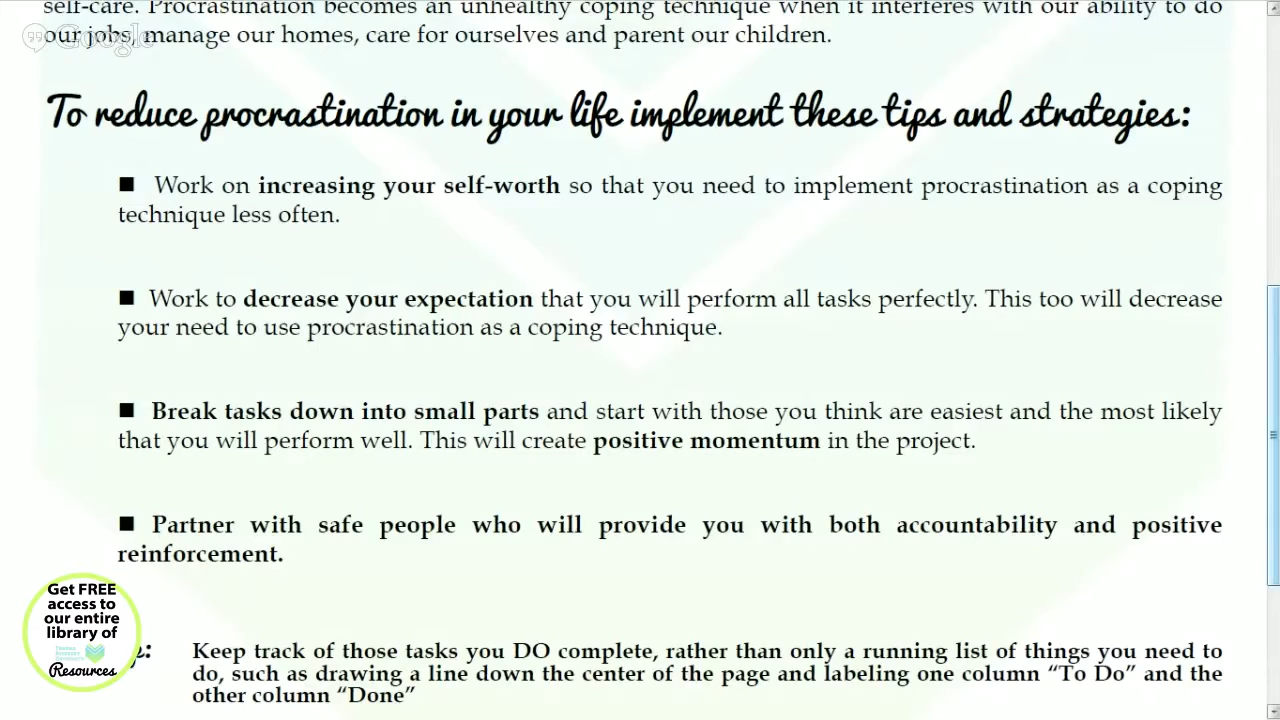 self-care. Procrastination becomes an unhealthy coping technique when it interferes with our ability to do
our jobs, manage our homes, care for ourselves and parent our children.
Google
To reduce procrastination in your life implement these tips and strategies:
■ Work on increasing your self-worth so that you need to implement procrastination as a coping
technique less often.
■ Work to decrease your expectation that you will perform all tasks perfectly. This too will decrease
your need to use procrastination as a coping technique.
■ Break tasks down into small parts and start with those you think are easiest and the most likely
that you will perform well. This will create positive momentum in the project.
■ Partner with safe people who will provide you with both accountability and positive
reinforcement.
Keep track of those tasks you DO complete, rather than only a running list of things you need to
do, such as drawing a line down the center of the page and labeling one column “To Do” and the
other column “Done”
Get FREE
access to
our entire
library of
Resources